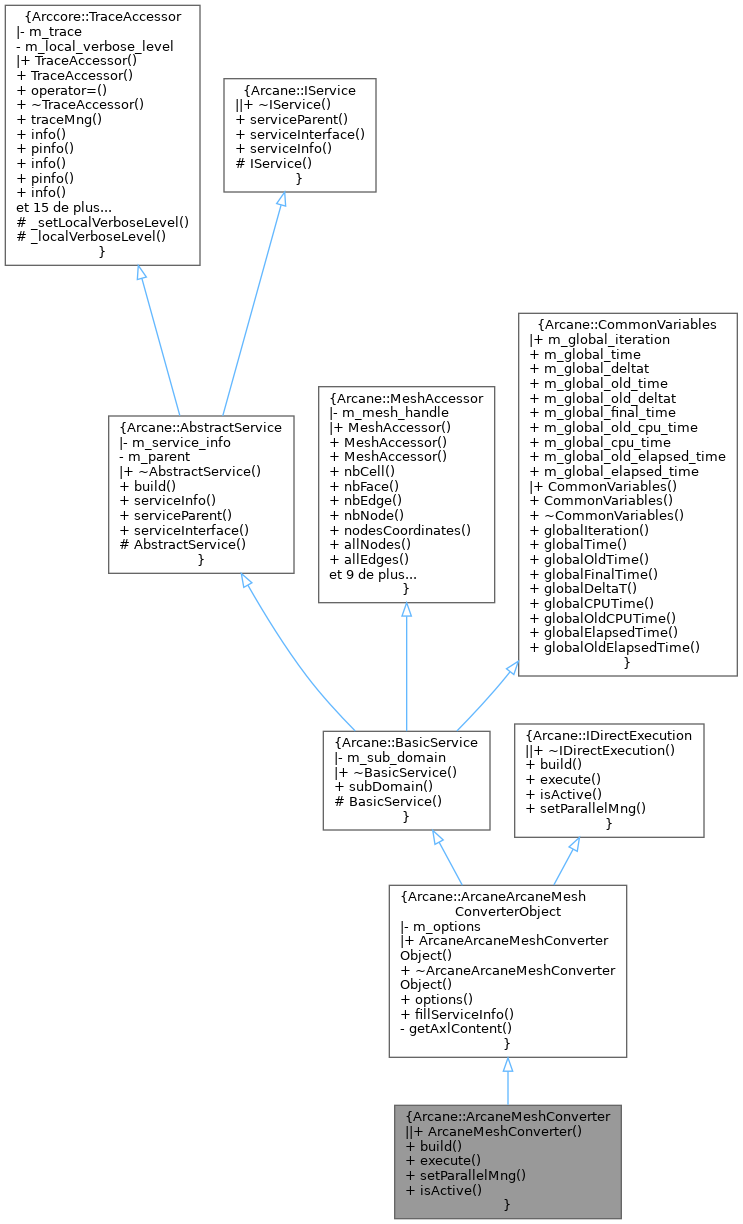 {Arccore::TraceAccessor
|- m_trace
- m_local_verbose_level
|+ TraceAccessor()
+ TraceAccessor()
+ operator=()
+ ~TraceAccessor()
+ traceMng()
+ info()
+ pinfo()
+ info()
+ pinfo()
+ info()
et 15 de plus...
# _setLocalVerboseLevel()
# _localVerboseLevel()
}
{Arcane::IService
||+ ~IService()
+ serviceParent()
+ serviceInterface()
+ serviceInfo()
# IService()
}
{Arcane::CommonVariables
|+ m_global_iteration
+ m_global_time
+ m_global_deltat
+ m_global_old_time
+ m_global_old_deltat
+ m_global_final_time
+ m_global_old_cpu_time
+ m_global_cpu_time
+ m_global_old_elapsed_time
+ m_global_elapsed_time
|+ CommonVariables()
+ CommonVariables()
+ ~CommonVariables()
+ globalIteration()
+ globalTime()
+ globalOldTime()
+ globalFinalTime()
+ globalDeltaT()
+ globalCPUTime()
+ globalOldCPUTime()
+ globalElapsedTime()
+ globalOldElapsedTime()
}
{Arcane::MeshAccessor
|- m_mesh_handle
|+ MeshAccessor()
+ MeshAccessor()
+ MeshAccessor()
+ nbCell()
+ nbFace()
+ nbEdge()
+ nbNode()
+ nodesCoordinates()
+ allNodes()
+ allEdges()
et 9 de plus...
}
{Arcane::AbstractService
|- m_service_info
- m_parent
|+ ~AbstractService()
+ build()
+ serviceInfo()
+ serviceParent()
+ serviceInterface()
# AbstractService()
}
{Arcane::BasicService
|- m_sub_domain
|+ ~BasicService()
+ subDomain()
# BasicService()
}
{Arcane::IDirectExecution
||+ ~IDirectExecution()
+ build()
+ execute()
+ isActive()
+ setParallelMng()
}
{Arcane::ArcaneArcaneMesh
ConverterObject
|- m_options
|+ ArcaneArcaneMeshConverter
Object()
+ ~ArcaneArcaneMeshConverter
Object()
+ options()
+ fillServiceInfo()
- getAxlContent()
}
{Arcane::ArcaneMeshConverter
||+ ArcaneMeshConverter()
+ build()
+ execute()
+ setParallelMng()
+ isActive()
}